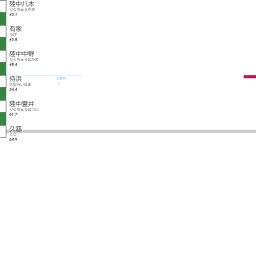 陸中八木
りくちゅうやぎ
43.1
有家
うげ
45.8
陸中中野
りくちゅうなかの
48.4
侍浜
さむらいはま
54.4
陸中夏井
りくちゅうなつい
61.7
久慈
くじ
64.9